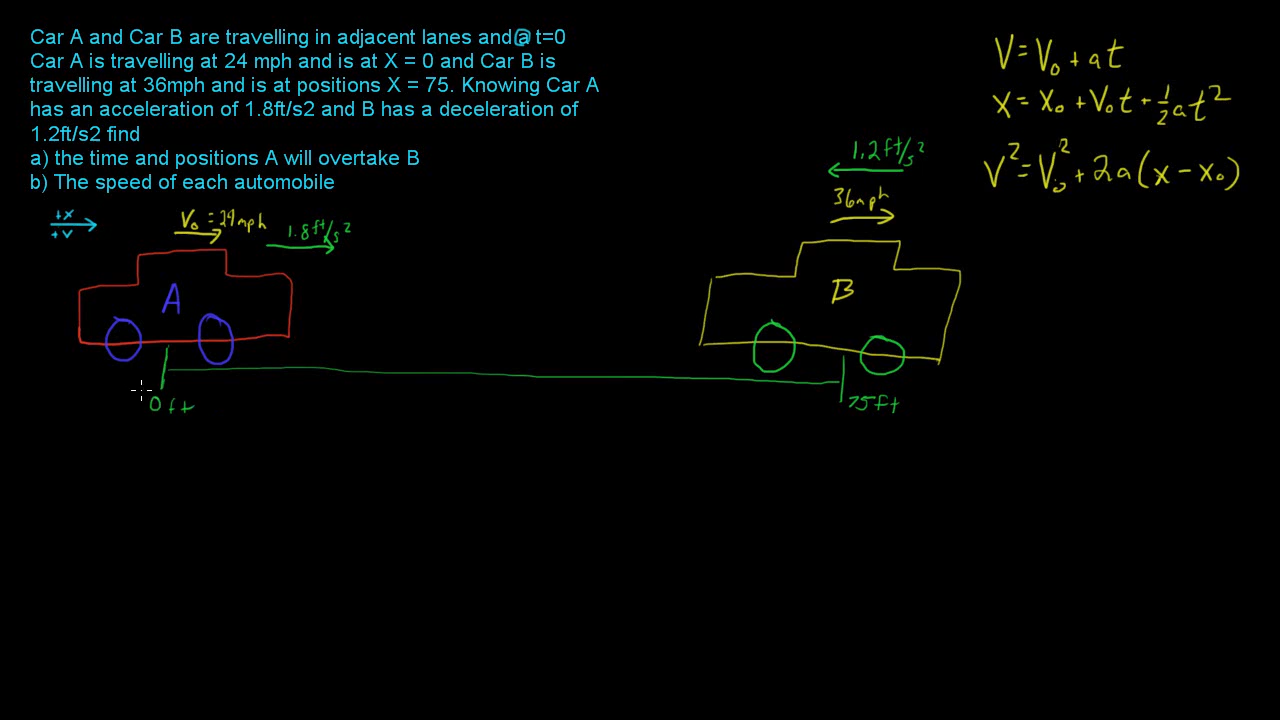 Car A and Car B are travelling in adjacent lanes and @ t=0
Car A is travelling at 24 mph and is at X = 0 and Car B is
travelling at 36mph and is at positions X = 75. Knowing Car A
has an acceleration of 1.8ft/s2 and B has a deceleration of
1.2ft/s2 find
a) the time and positions A will overtake B
b) The speed of each automobile
V = V₀ + at
X = X₀ + V₀t + ½at²
V² = V₀² + 2a(x - x₀)
1.2ft/s²
36mph
+X
+V
V₀ = 24mph
1.8ft/s²
A
B
0ft
75ft